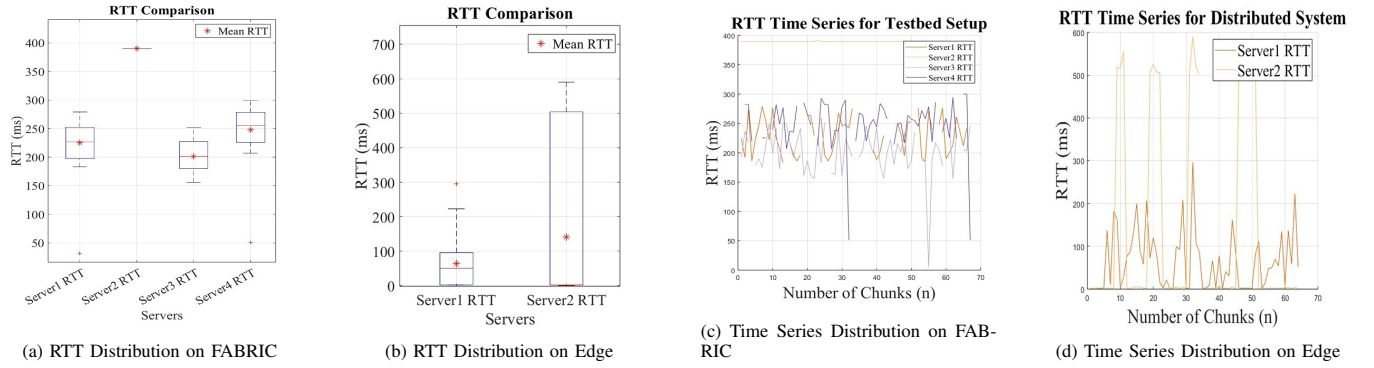 RTT Comparison
Mean RTT
400
350
300
250
200
150
100
50
RTT (ms)
Server1 RTT
Server2 RTT
Server3 RTT
Server4 RTT
Servers
(a) RTT Distribution on FABRIC
RTT Comparison
Mean RTT
700
600
500
400
300
200
100
0
RTT (ms)
Server1 RTT
Server2 RTT
Servers
(b) RTT Distribution on Edge
RTT Time Series for Testbed Setup
Server1 RTT
Server2 RTT
Server3 RTT
Server4 RTT
400
350
300
250
200
150
100
50
0
RTT (ms)
10
20
30
40
50
60
70
Number of Chunks (n)
(c) Time Series Distribution on FAB-
RIC
RTT Time Series for Distributed System
Server1 RTT
Server2 RTT
600
500
400
300
200
100
0
RTT (ms)
10
20
30
40
50
60
70
Number of Chunks (n)
(d) Time Series Distribution on Edge